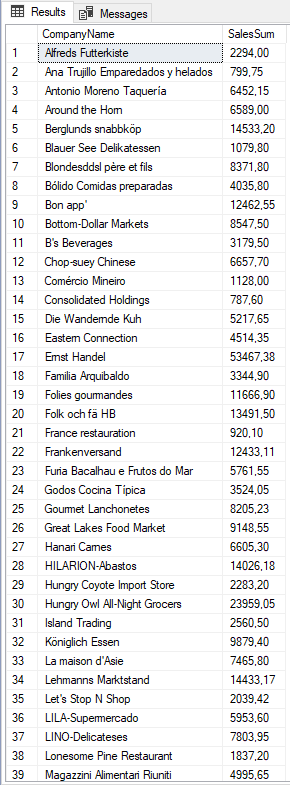 Results Messages
CompanyName SalesSum
1 Alfreds Futterkiste 2294,00
2 Ana Trujillo Emparedados y helados 799,75
3 Antonio Moreno Taquería 6452,15
4 Around the Horn 6589,00
5 Berglunds snabbköp 14533,20
6 Blauer See Delikatessen 1079,80
7 Blondesddsl père et fils 8371,80
8 Bólido Comidas preparadas 4035,80
9 Bon app' 12462,55
10 Bottom-Dollar Markets 8547,50
11 B's Beverages 3179,50
12 Chop-suey Chinese 6657,70
13 Comércio Mineiro 1128,00
14 Consolidated Holdings 787,60
15 Die Wandernde Kuh 5217,65
16 Eastern Connection 4514,35
17 Ernst Handel 53467,38
18 Familia Arquibaldo 3344,90
19 Folies gourmandes 11666,90
20 Folk och fä HB 13491,50
21 France restauration 920,10
22 Frankenversand 12433,11
23 Furia Bacalhau e Frutos do Mar 5761,55
24 Godos Cocina Típica 3524,05
25 Gourmet Lanchonetes 8205,23
26 Great Lakes Food Market 9148,55
27 Hanari Carnes 6605,30
28 HILARION-Abastos 14026,18
29 Hungry Coyote Import Store 2283,20
30 Hungry Owl All-Night Grocers 23959,05
31 Island Trading 2560,50
32 Königlich Essen 9879,40
33 La maison d'Asie 7465,80
34 Lehmanns Marktstand 14433,17
35 Let's Stop N Shop 2039,42
36 LILA-Supermercado 5953,60
37 LINO-Delicateses 7803,95
38 Lonesome Pine Restaurant 1837,20
39 Magazzini Alimentari Riuniti 4995,65